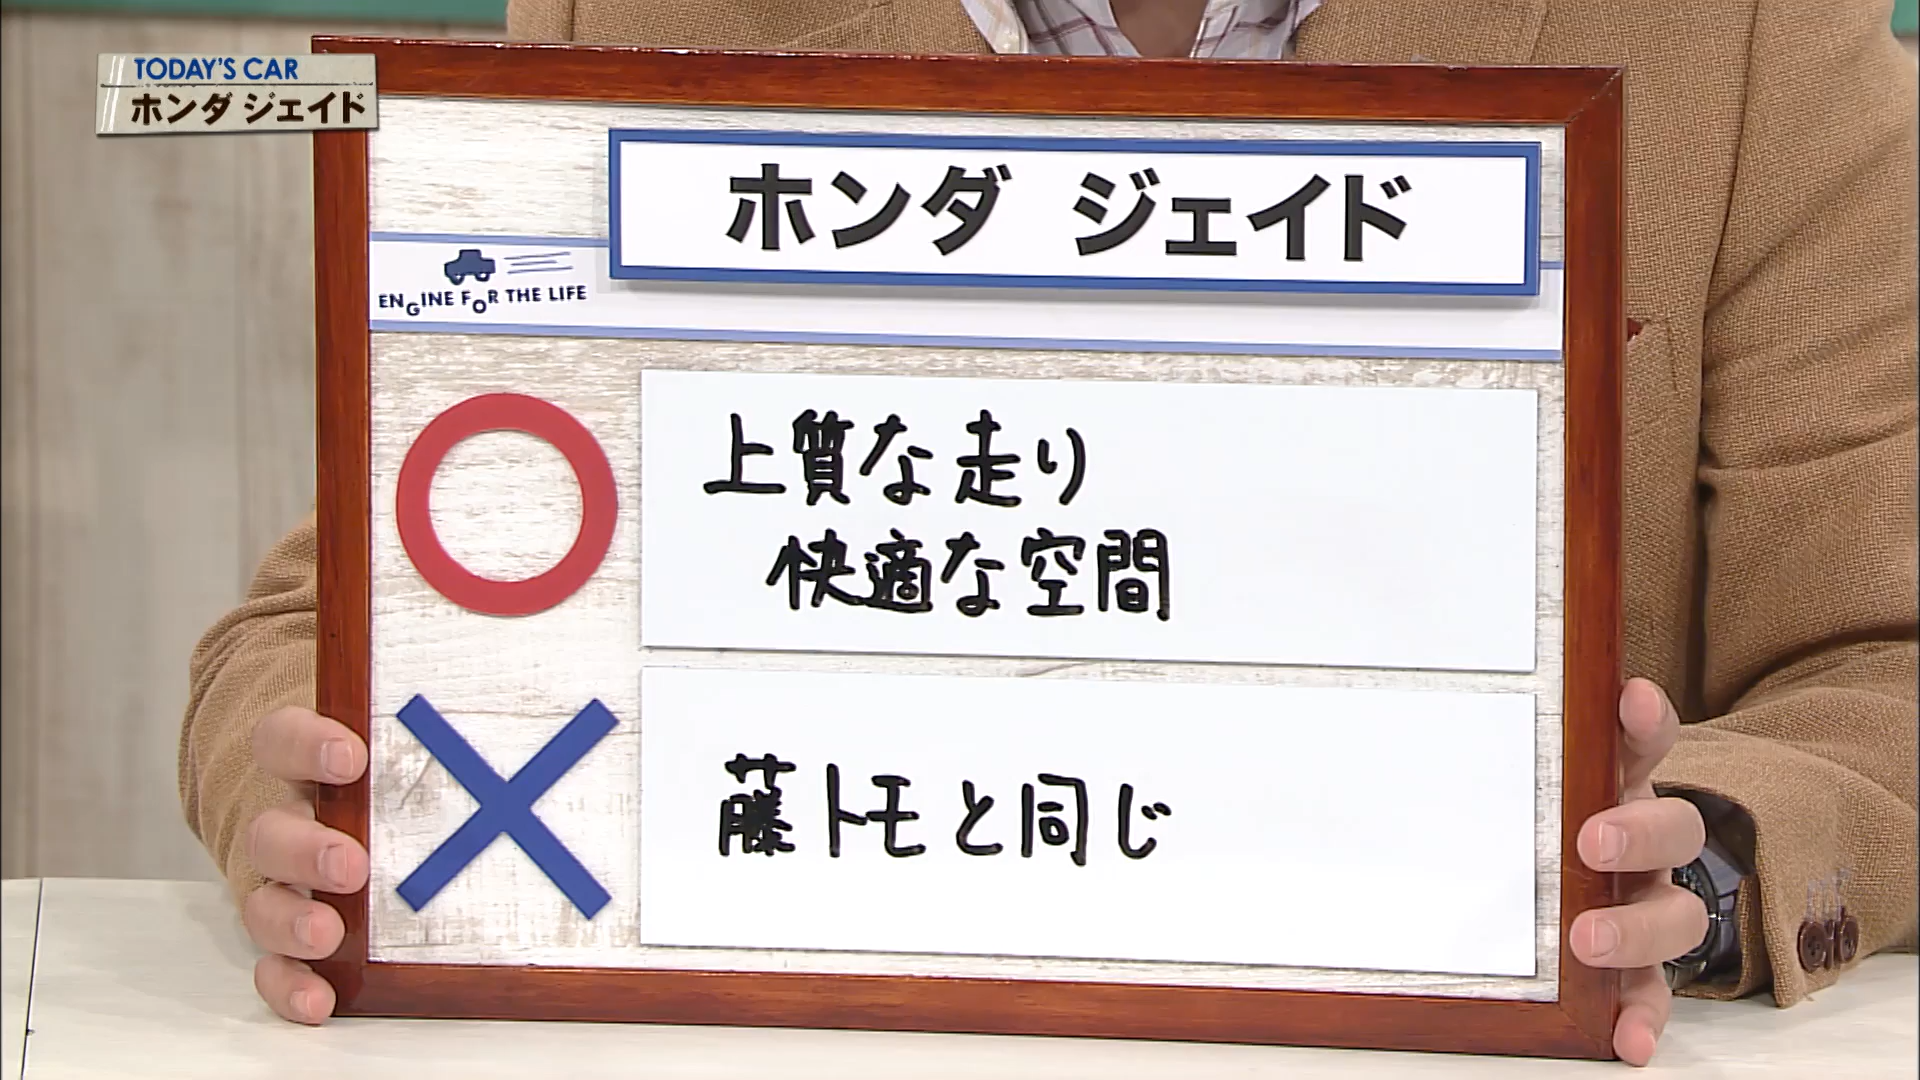 TODAY'S CAR
ホンダ ジェイド
ホンダ ジェイド
ENGINE FOR THE LIFE
上質な走り
快適な空間
藤トモと同じ